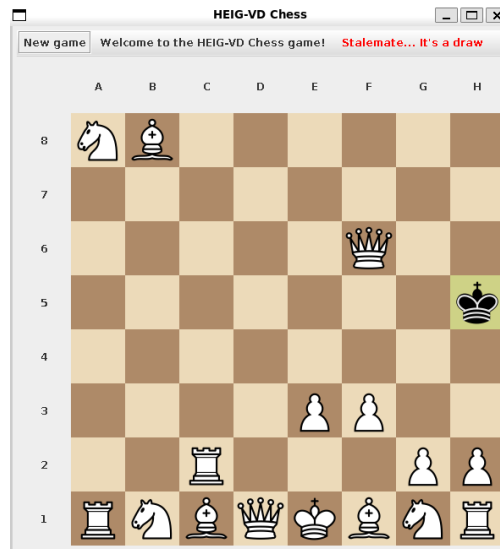 HEIG-VD Chess
New game Welcome to the HEIG-VD Chess game! Stalemate... It's a draw
A B C D E F G H
8
7
6
5
4
3
2
1